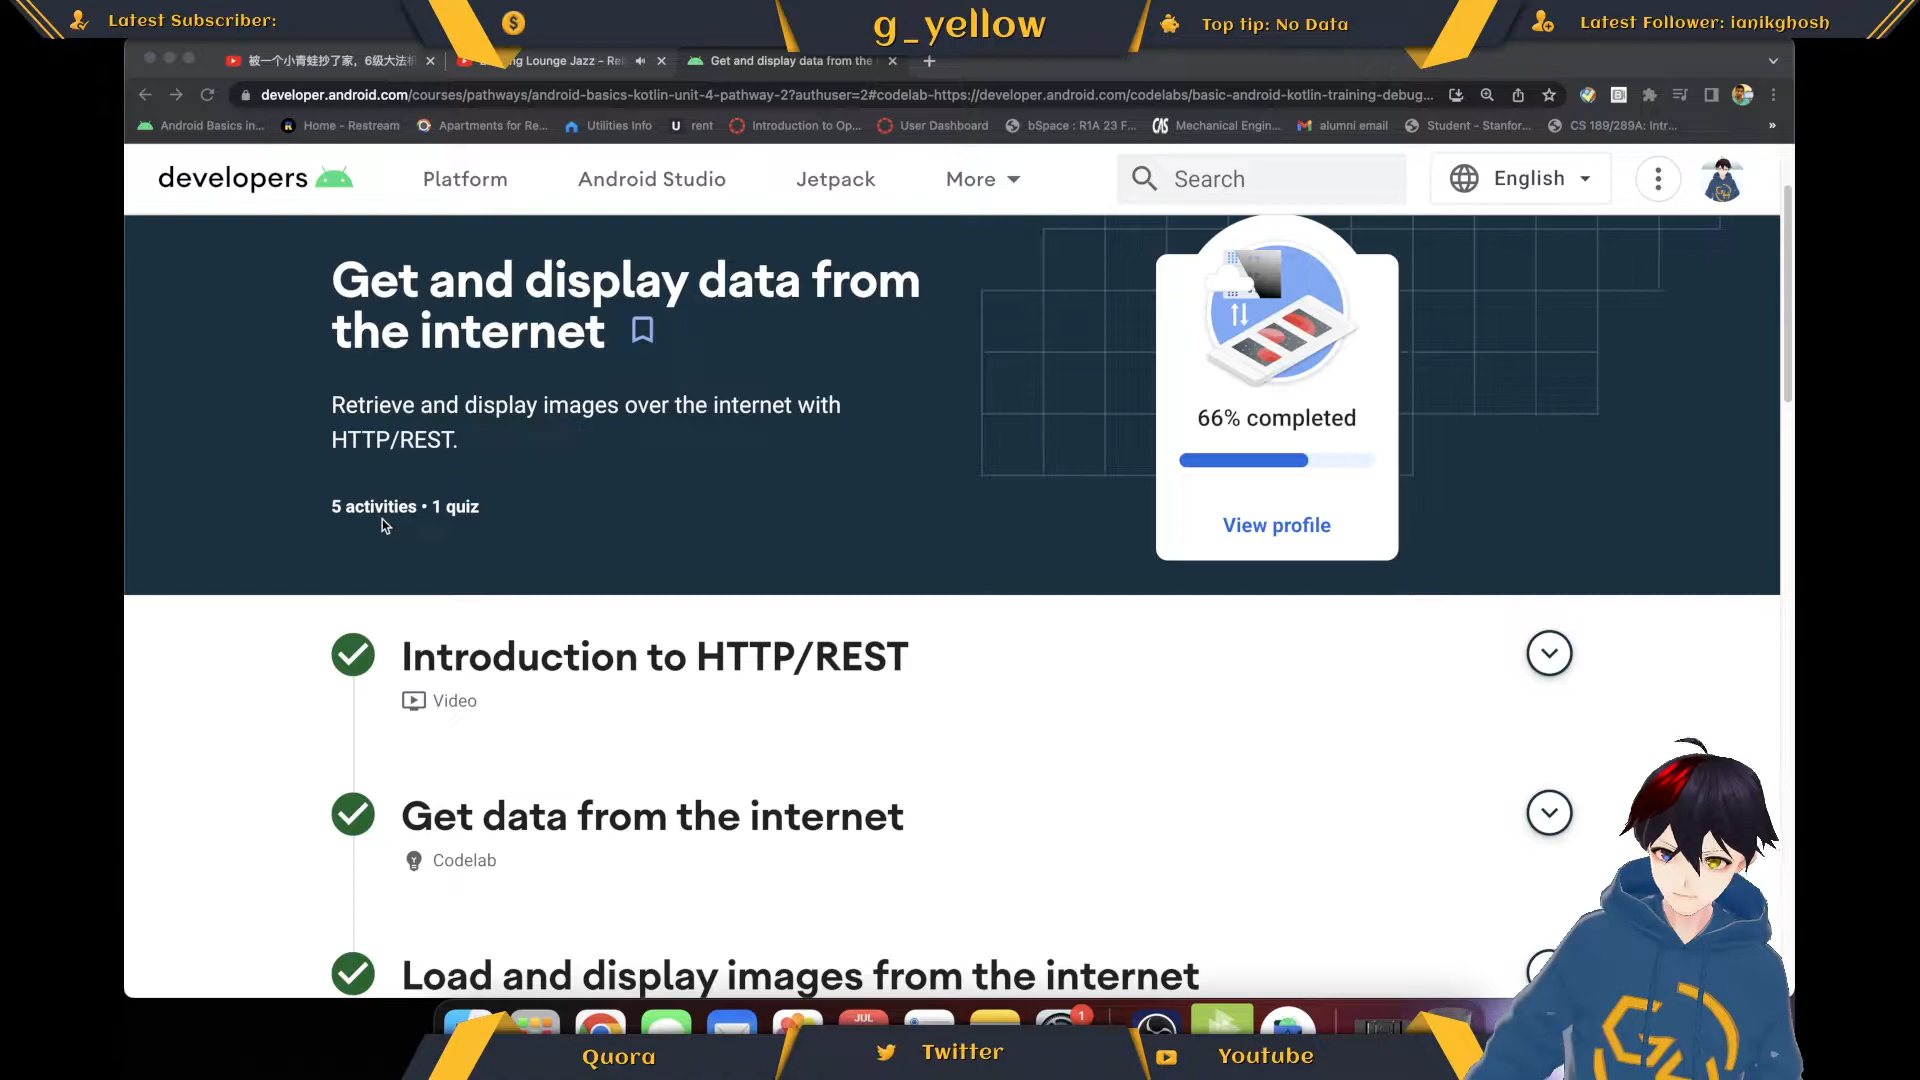 Latest Subscriber:
g_yellow
Top tip: No Data
Latest Follower: ianikghosh
被一个小青蛙抄了家，6级大法
ng Lounge Jazz - Re
Get and display data from the
developer.android.com/courses/pathways/android-basics-kotlin-unit-4-pathway-2?authuser=2#codelab-https://developer.android.com/codelabs/basic-android-kotlin-training-debug...
Android Basics in...
Home - Restream
Apartments for Re...
Utilities Info
U rent
Introduction to Op...
User Dashboard
bSpace : R1A 23 F...
Mechanical Engin...
alumni email
Student - Stanfor...
CS 189/289A: Intr...
»
developers
Platform
Android Studio
Jetpack
More
Search
English
Get and display data from
the internet
Retrieve and display images over the internet with
HTTP/REST.
5 activities • 1 quiz
66% completed
View profile
Introduction to HTTP/REST
Video
Get data from the internet
Codelab
Load and display images from the internet
JUL
1
Quora
Twitter
Youtube